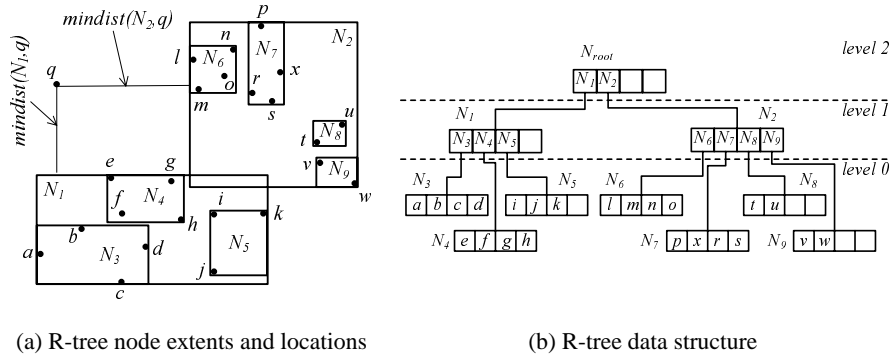 mindist(N2,q)
mindist(N1,q)
q
p
N2
l
n
N6
o
m
N7
r
x
s
u
N8
t
v
N9
w
N1
e
g
N4
f
h
i
k
N5
j
b
a
N3
d
c
(a) R-tree node extents and locations
level 2
Nroot
N1 N2
level 1
N1
N3 N4 N5
N2
N6 N7 N8 N9
level 0
N3
a b c d
N5
i j k
N6
l m n o
N8
t u
N4
e f g h
N7
p x r s
N9
v w
(b) R-tree data structure